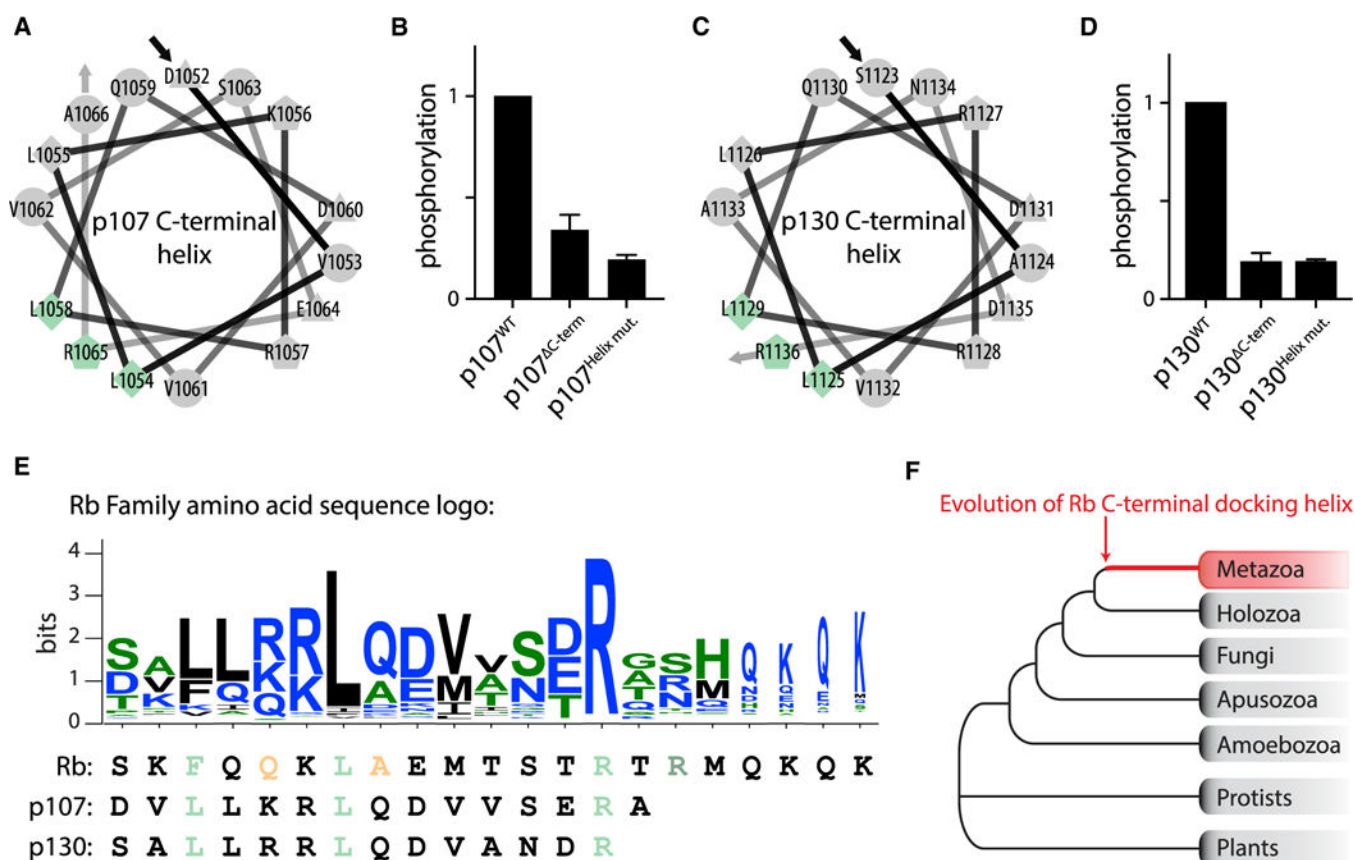 A
D1052
S1063
Q1059
K1056
A1066
L1055
V1062
D1060
p107 C-terminal
helix
V1053
L1058
E1064
R1065
R1057
L1054
V1061
B
phosphorylation
1
0
p107WT
p107ΔC-term
p107Helix mut.
C
S1123
N1134
Q1130
R1127
L1126
A1133
D1131
p130 C-terminal
helix
A1124
L1129
D1135
R1136
R1128
L1125
V1132
D
phosphorylation
1
0
p130WT
p130ΔC-term
p130Helix mut.
E
Rb Family amino acid sequence logo:
bits
4
3
2
1
0
Rb: S K F Q Q K L A E M T S T R T R M Q K Q K
p107: D V L L K R L Q D V V S E R A
p130: S A L L R R L Q D V A N D R
F
Evolution of Rb C-terminal docking helix
Metazoa
Holozoa
Fungi
Apusozoa
Amoebozoa
Protists
Plants